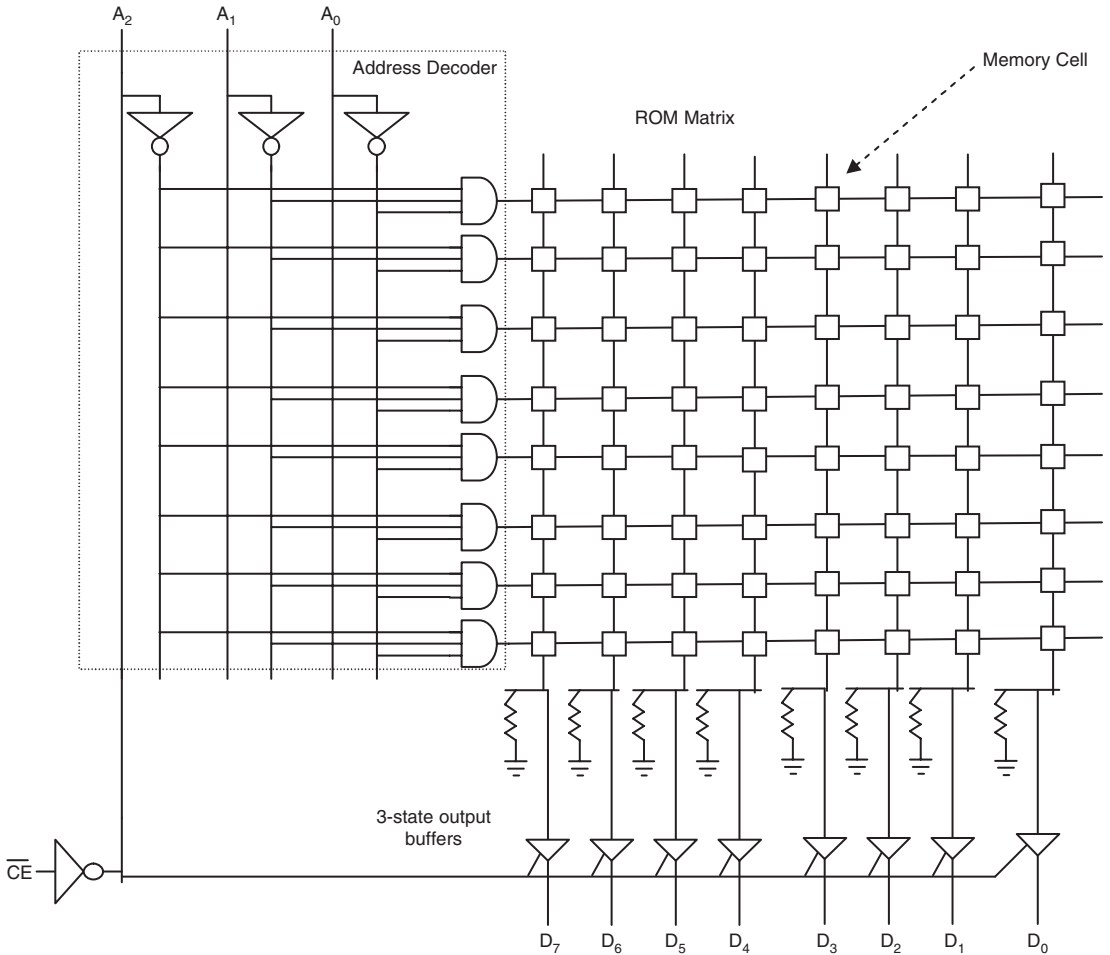 A₂ A₁ A₀
Address Decoder
Memory Cell
ROM Matrix
3-state output
buffers
C̅E̅
D₇ D₆ D₅ D₄ D₃ D₂ D₁ D₀